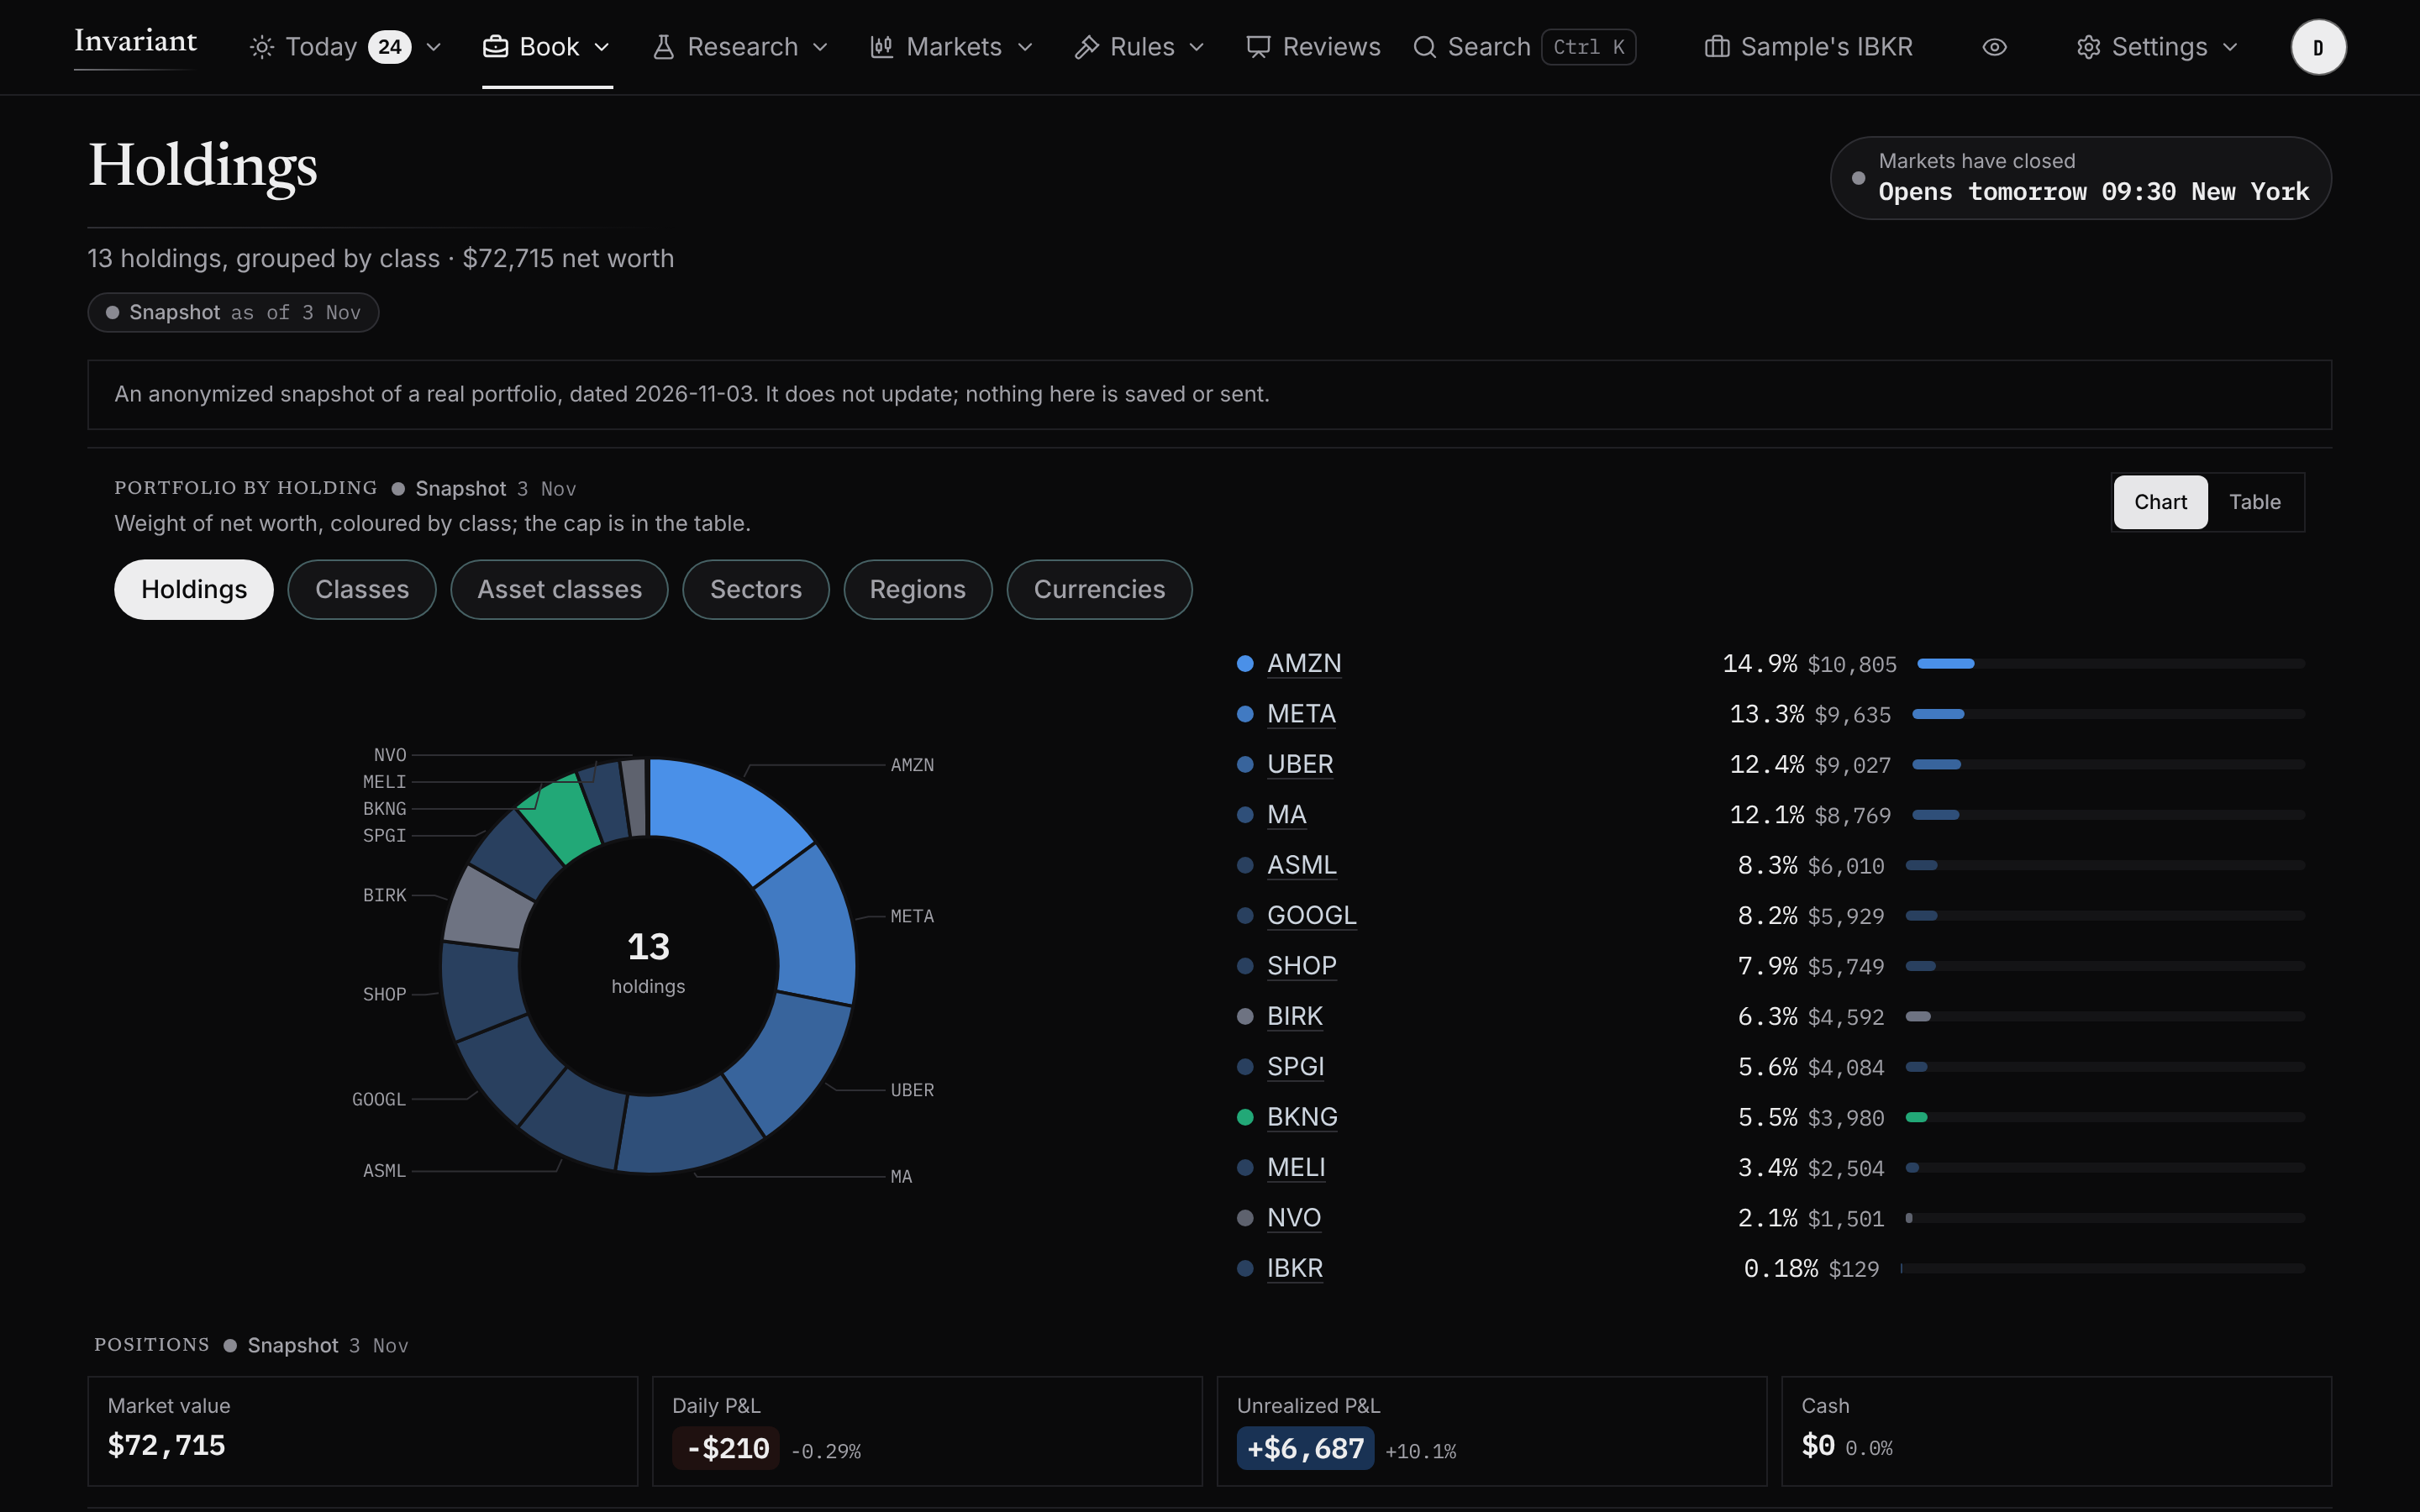 Invariant Today 24 Book Research Markets Rules Reviews Search Ctrl K Sample's IBKR Settings D
Holdings
Markets have closed
Opens tomorrow 09:30 New York
13 holdings, grouped by class · $72,715 net worth
Snapshot as of 3 Nov
An anonymized snapshot of a real portfolio, dated 2026-11-03. It does not update; nothing here is saved or sent.
PORTFOLIO BY HOLDING Snapshot 3 Nov
Weight of net worth, coloured by class; the cap is in the table.
Chart Table
Holdings Classes Asset classes Sectors Regions Currencies
NVO
MELI
BKNG
SPGI
BIRK
SHOP
GOOGL
ASML
AMZN
META
UBER
MA
13
holdings
AMZN 14.9% $10,805
META 13.3% $9,635
UBER 12.4% $9,027
MA 12.1% $8,769
ASML 8.3% $6,010
GOOGL 8.2% $5,929
SHOP 7.9% $5,749
BIRK 6.3% $4,592
SPGI 5.6% $4,084
BKNG 5.5% $3,980
MELI 3.4% $2,504
NVO 2.1% $1,501
IBKR 0.18% $129
POSITIONS Snapshot 3 Nov
Market value
$72,715
Daily P&L
-$210 -0.29%
Unrealized P&L
+$6,687 +10.1%
Cash
$0 0.0%